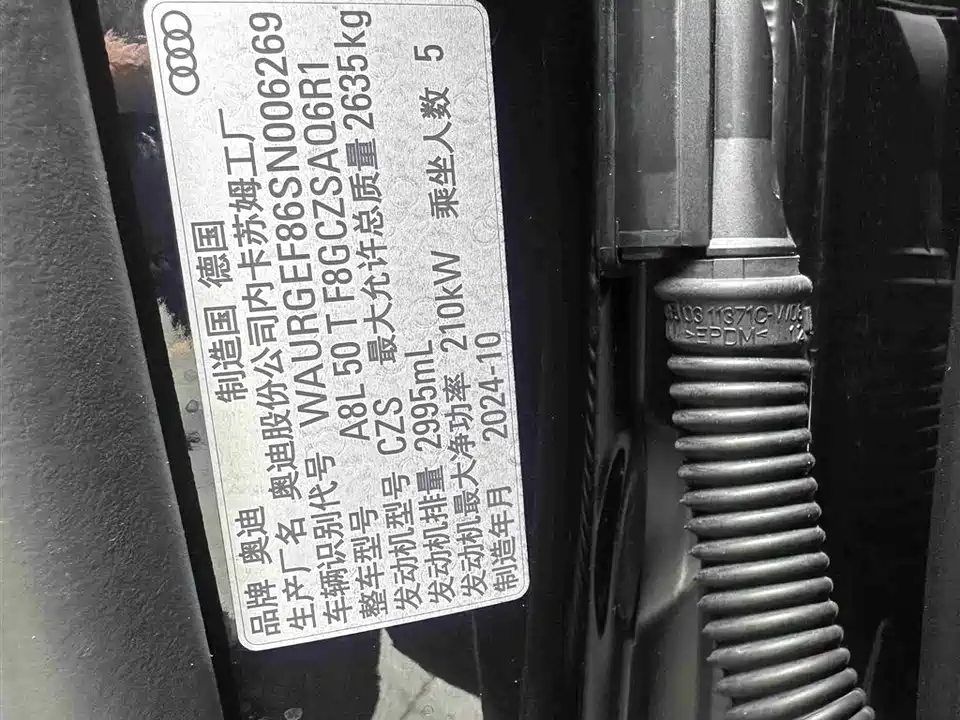 品牌 奥迪 制造国 德国
生产厂名 奥迪股份公司内卡苏姆工厂
车辆识别代号 WAURGEF86SN006269
整车型号 A8L 50 T F8GCZSAQ6R1
发动机型号 CZS 最大允许总质量 2635kg
发动机排量 2995mL
发动机最大净功率 210kW 乘坐人数 5
制造年月 2024-10
>EPDM<